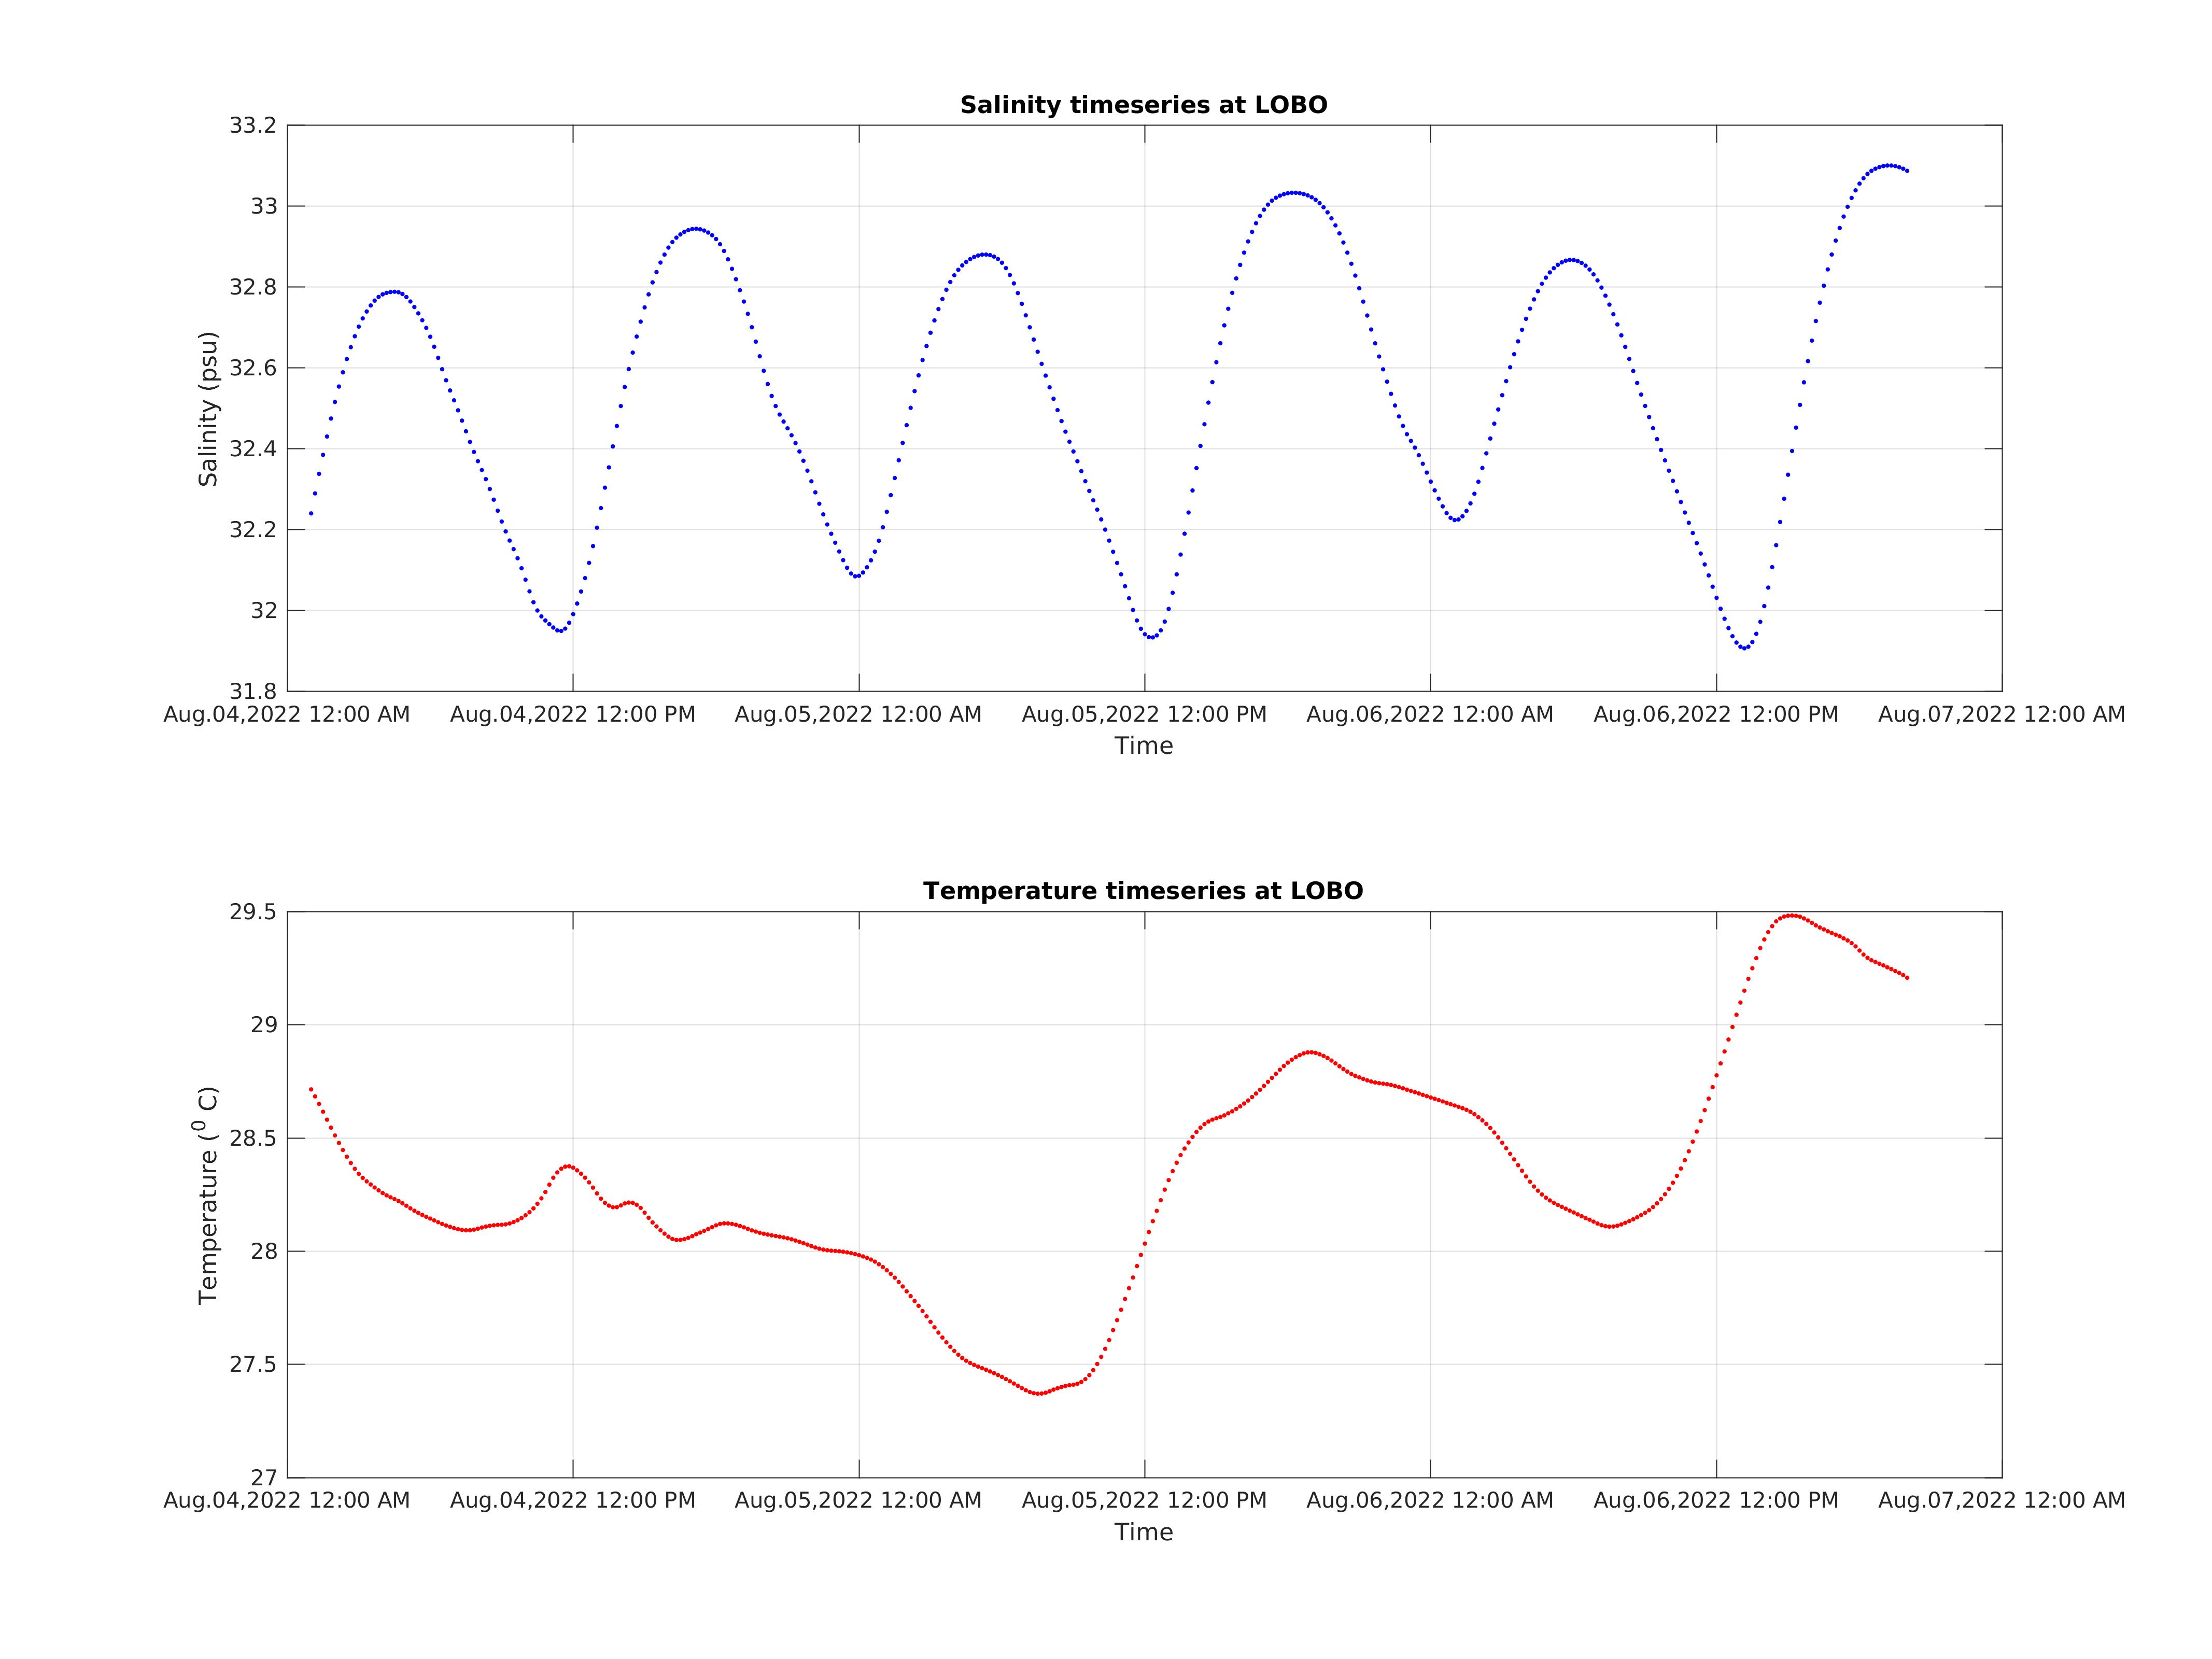 Salinity timeseries at LOBO
33.2
33
32.8
32.6
32.4
32.2
32
31.8
Salinity (psu)
Aug.04,2022 12:00 AM Aug.04,2022 12:00 PM Aug.05,2022 12:00 AM Aug.05,2022 12:00 PM Aug.06,2022 12:00 AM Aug.06,2022 12:00 PM Aug.07,2022 12:00 AM
Time
Temperature timeseries at LOBO
29.5
29
28.5
28
27.5
27
Temperature (⁰ C)
Aug.04,2022 12:00 AM Aug.04,2022 12:00 PM Aug.05,2022 12:00 AM Aug.05,2022 12:00 PM Aug.06,2022 12:00 AM Aug.06,2022 12:00 PM Aug.07,2022 12:00 AM
Time